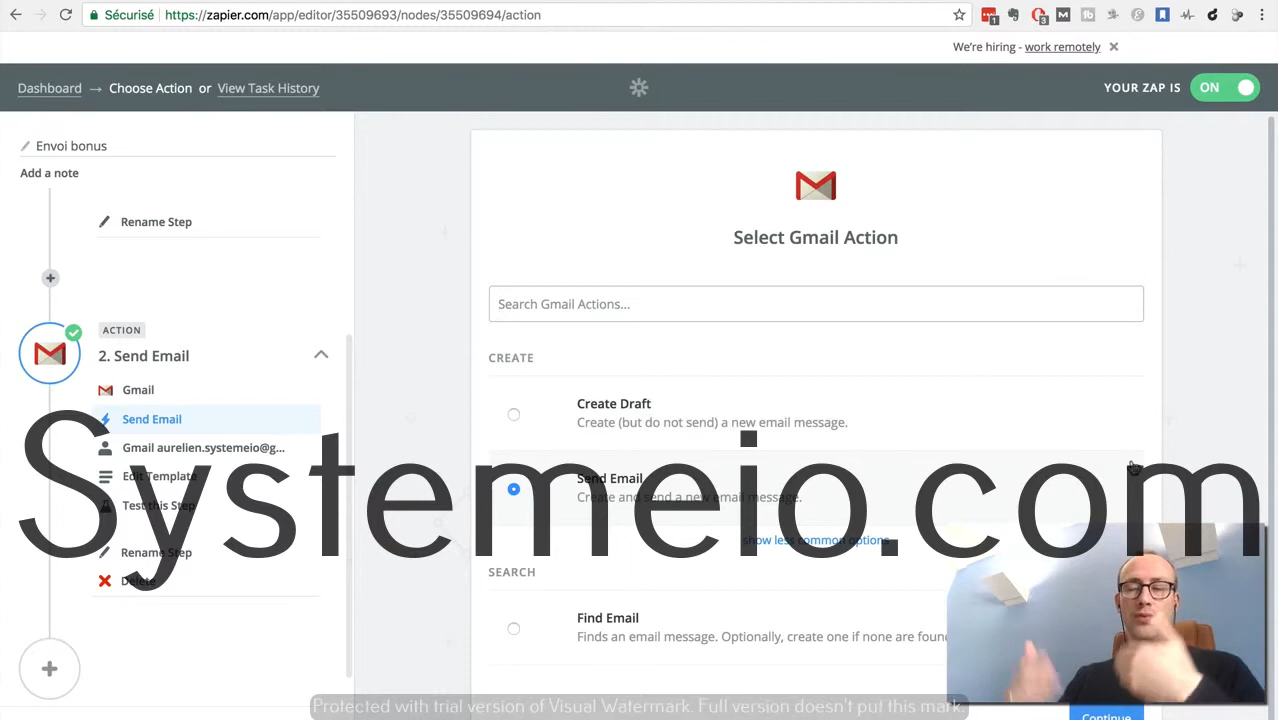 Sécurisé https://zapier.com/app/editor/35509693/nodes/35509694/action
1
3
We're hiring - work remotely
Dashboard → Choose Action or View Task History
YOUR ZAP IS ON
Envoi bonus
Add a note
Rename Step
ACTION
2. Send Email
Gmail
Send Email
Gmail aurelien.systemeio@g...
Edit Template
Test this Step
Rename Step
Delete
Select Gmail Action
Search Gmail Actions...
CREATE
Create Draft
Create (but do not send) a new email message.
Send Email
Create and send a new email message.
show less common options
SEARCH
Find Email
Finds an email message. Optionally, create one if none are foun
Continue
Systemeio.com
Protected with trial version of Visual Watermark. Full version doesn't put this mark.